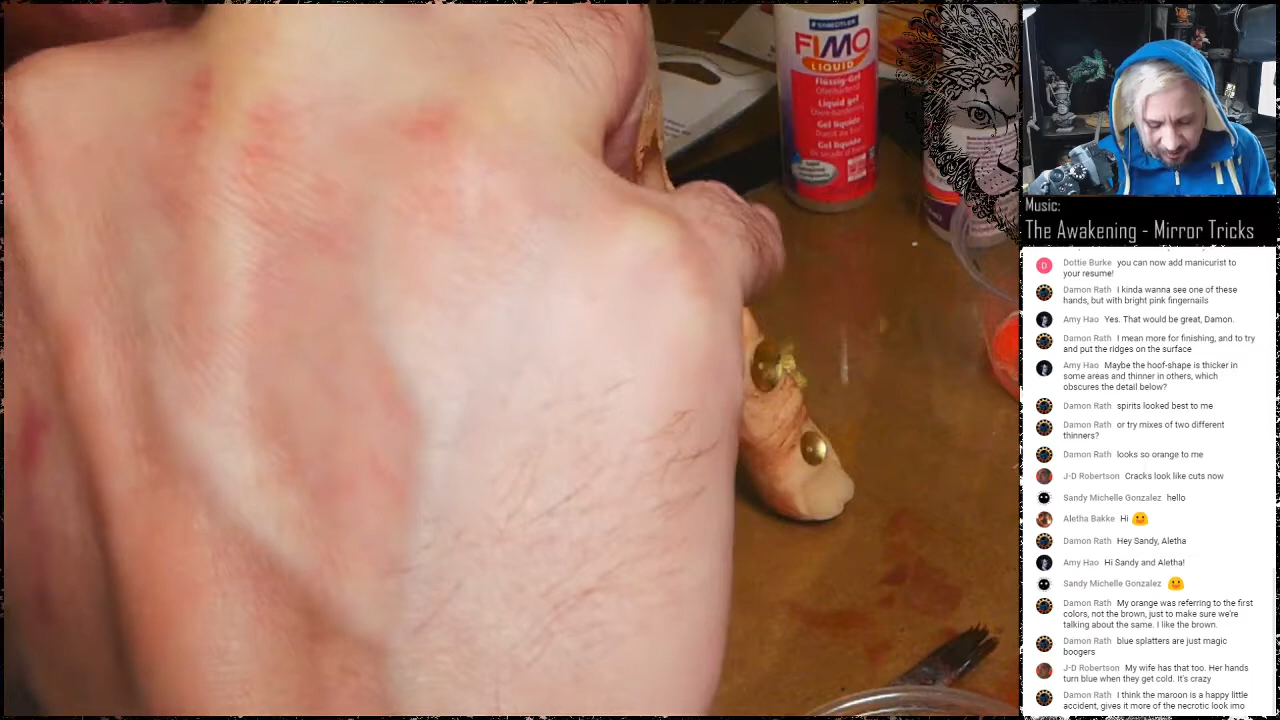 STAEDTLER
FIMO
LIQUID
Flüssig-Gel
Ofenhärtend
Liquid gel
Oven-hardening
Gel liquide
Durcit au four
Gel líquido
Music:
The Awakening - Mirror Tricks
D
Dottie Burke you can now add manicurist to
your resume!
Damon Rath I kinda wanna see one of these
hands, but with bright pink fingernails
Amy Hao Yes. That would be great, Damon.
Damon Rath I mean more for finishing, and to try
and put the ridges on the surface
Amy Hao Maybe the hoof-shape is thicker in
some areas and thinner in others, which
obscures the detail below?
Damon Rath spirits looked best to me
Damon Rath or try mixes of two different
thinners?
Damon Rath looks so orange to me
J-D Robertson Cracks look like cuts now
Sandy Michelle Gonzalez hello
Aletha Bakke Hi
Damon Rath Hey Sandy, Aletha
Amy Hao Hi Sandy and Aletha!
Sandy Michelle Gonzalez
Damon Rath My orange was referring to the first
colors, not the brown, just to make sure we're
talking about the same. I like the brown.
Damon Rath blue splatters are just magic
boogers
J-D Robertson My wife has that too. Her hands
turn blue when they get cold. It's crazy
Damon Rath I think the maroon is a happy little
accident, gives it more of the necrotic look imo